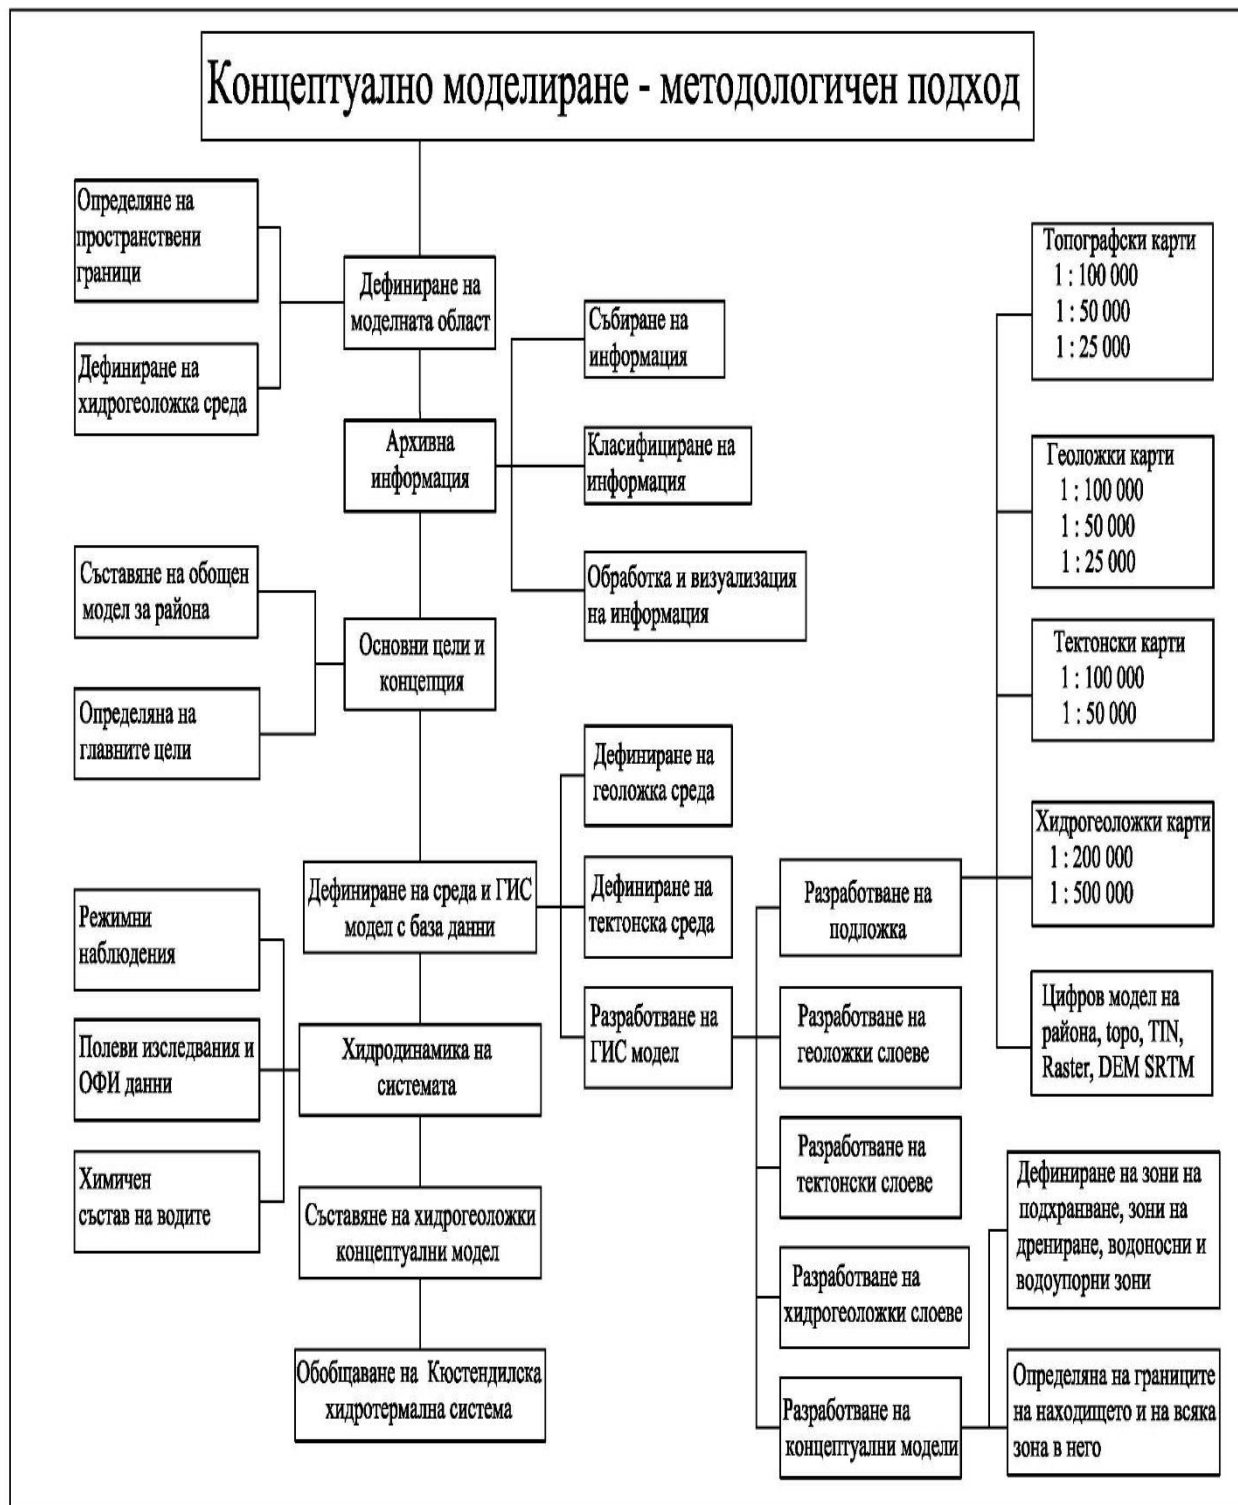 Концептуално моделиране - методологичен подход
Определяне на
пространствени
граници
Дефиниране на
хидрогеоложка среда
Дефиниране на
моделната област
Архивна
информация
Събиране на
информация
Класифициране на
информация
Обработка и визуализация
на информация
Съставяне на обощен
модел за района
Определяна на
главните цели
Основни цели и
концепция
Дефиниране на среда и ГИС
модел с база данни
Дефиниране на
геоложка среда
Дефиниране на
тектонска среда
Разработване на
ГИС модел
Разработване на
подложка
Топографски карти
1 : 100 000
1 : 50 000
1 : 25 000
Геоложки карти
1 : 100 000
1 : 50 000
1 : 25 000
Тектонски карти
1 : 100 000
1 : 50 000
Хидрогеоложки карти
1 : 200 000
1 : 500 000
Цифров модел на
района, topo, TIN,
Raster, DEM SRTM
Разработване на
геоложки слоеве
Разработване на
тектонски слоеве
Разработване на
хидрогеоложки слоеве
Разработване на
концептуални модели
Дефиниране на зони на
подхранване, зони на
дрениране, водоносни и
водоупорни зони
Определяна на границите
на находището и на всяка
зона в него
Режимни
наблюдения
Полеви изследвания и
ОФИ данни
Химичен
състав на водите
Хидродинамика на
системата
Съставяне на хидрогеоложки
концептуални модел
Обобщаване на Кюстендилска
хидротермална система